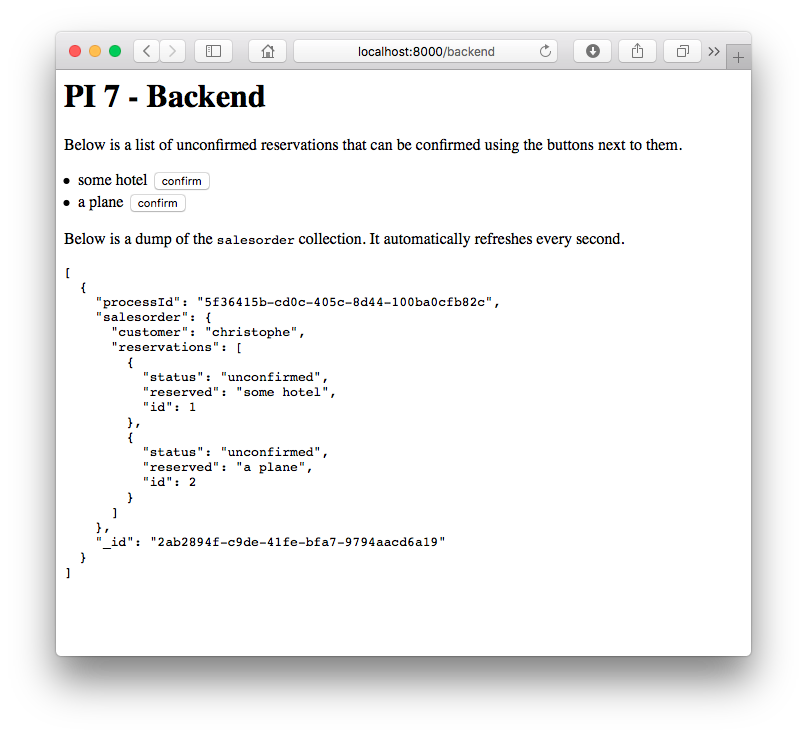 localhost:8000/backend
PI 7 - Backend
Below is a list of unconfirmed reservations that can be confirmed using the buttons next to them.
• some hotel confirm
• a plane confirm
Below is a dump of the salesorder collection. It automatically refreshes every second.
[
  {
    "processId": "5f36415b-cd0c-405c-8d44-100ba0cfb82c",
    "salesorder": {
      "customer": "christophe",
      "reservations": [
        {
          "status": "unconfirmed",
          "reserved": "some hotel",
          "id": 1
        },
        {
          "status": "unconfirmed",
          "reserved": "a plane",
          "id": 2
        }
      ]
    },
    "_id": "2ab2894f-c9de-41fe-bfa7-9794aacd6a19"
  }
]